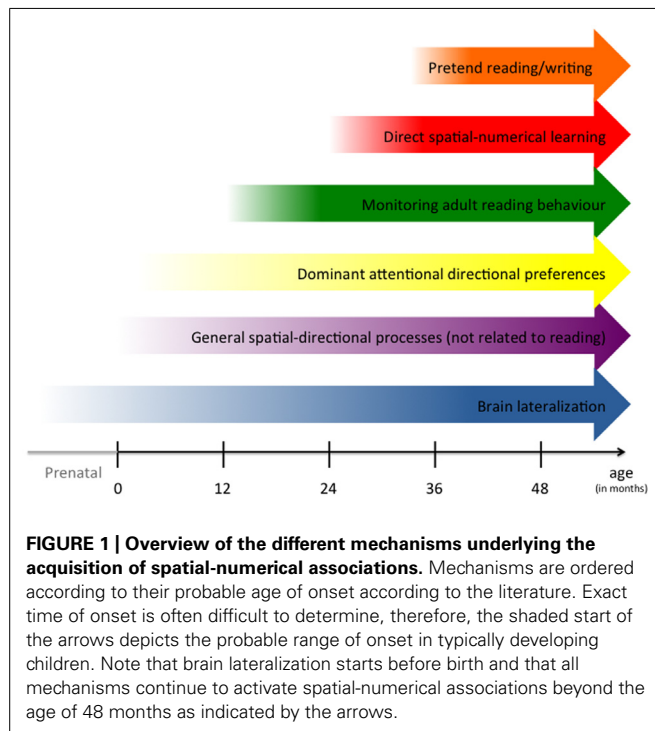 Pretend reading/writing
Direct spatial-numerical learning
Monitoring adult reading behaviour
Dominant attentional directional preferences
General spatial-directional processes (not related to reading)
Brain lateralization
Prenatal
0 12 24 36 48
age
(in months)
FIGURE 1 | Overview of the different mechanisms underlying the
acquisition of spatial-numerical associations. Mechanisms are ordered
according to their probable age of onset according to the literature. Exact
time of onset is often difficult to determine, therefore, the shaded start of
the arrows depicts the probable range of onset in typically developing
children. Note that brain lateralization starts before birth and that all
mechanisms continue to activate spatial-numerical associations beyond the
age of 48 months as indicated by the arrows.